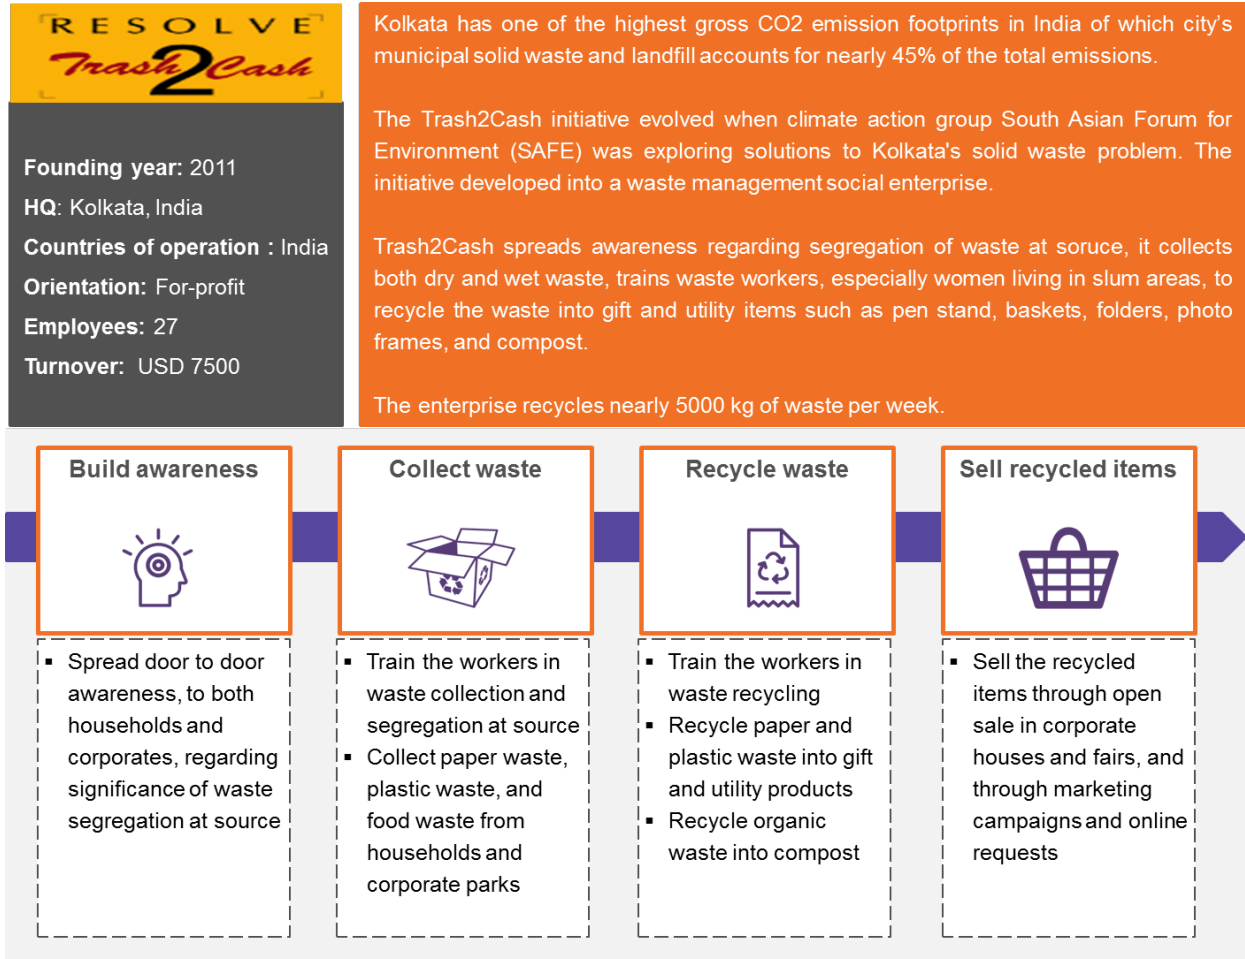 RESOLVE
Trash2Cash
Founding year: 2011
HQ: Kolkata, India
Countries of operation : India
Orientation: For-profit
Employees: 27
Turnover: USD 7500
Kolkata has one of the highest gross CO2 emission footprints in India of which city's
municipal solid waste and landfill accounts for nearly 45% of the total emissions.
The Trash2Cash initiative evolved when climate action group South Asian Forum for
Environment (SAFE) was exploring solutions to Kolkata's solid waste problem. The
initiative developed into a waste management social enterprise.
Trash2Cash spreads awareness regarding segregation of waste at soruce, it collects
both dry and wet waste, trains waste workers, especially women living in slum areas, to
recycle the waste into gift and utility items such as pen stand, baskets, folders, photo
frames, and compost.
The enterprise recycles nearly 5000 kg of waste per week.
Build awareness
▪ Spread door to door
awareness, to both
households and
corporates, regarding
significance of waste
segregation at source
Collect waste
▪ Train the workers in
waste collection and
segregation at source
▪ Collect paper waste,
plastic waste, and
food waste from
households and
corporate parks
Recycle waste
▪ Train the workers in
waste recycling
▪ Recycle paper and
plastic waste into gift
and utility products
▪ Recycle organic
waste into compost
Sell recycled items
▪ Sell the recycled
items through open
sale in corporate
houses and fairs, and
through marketing
campaigns and online
requests